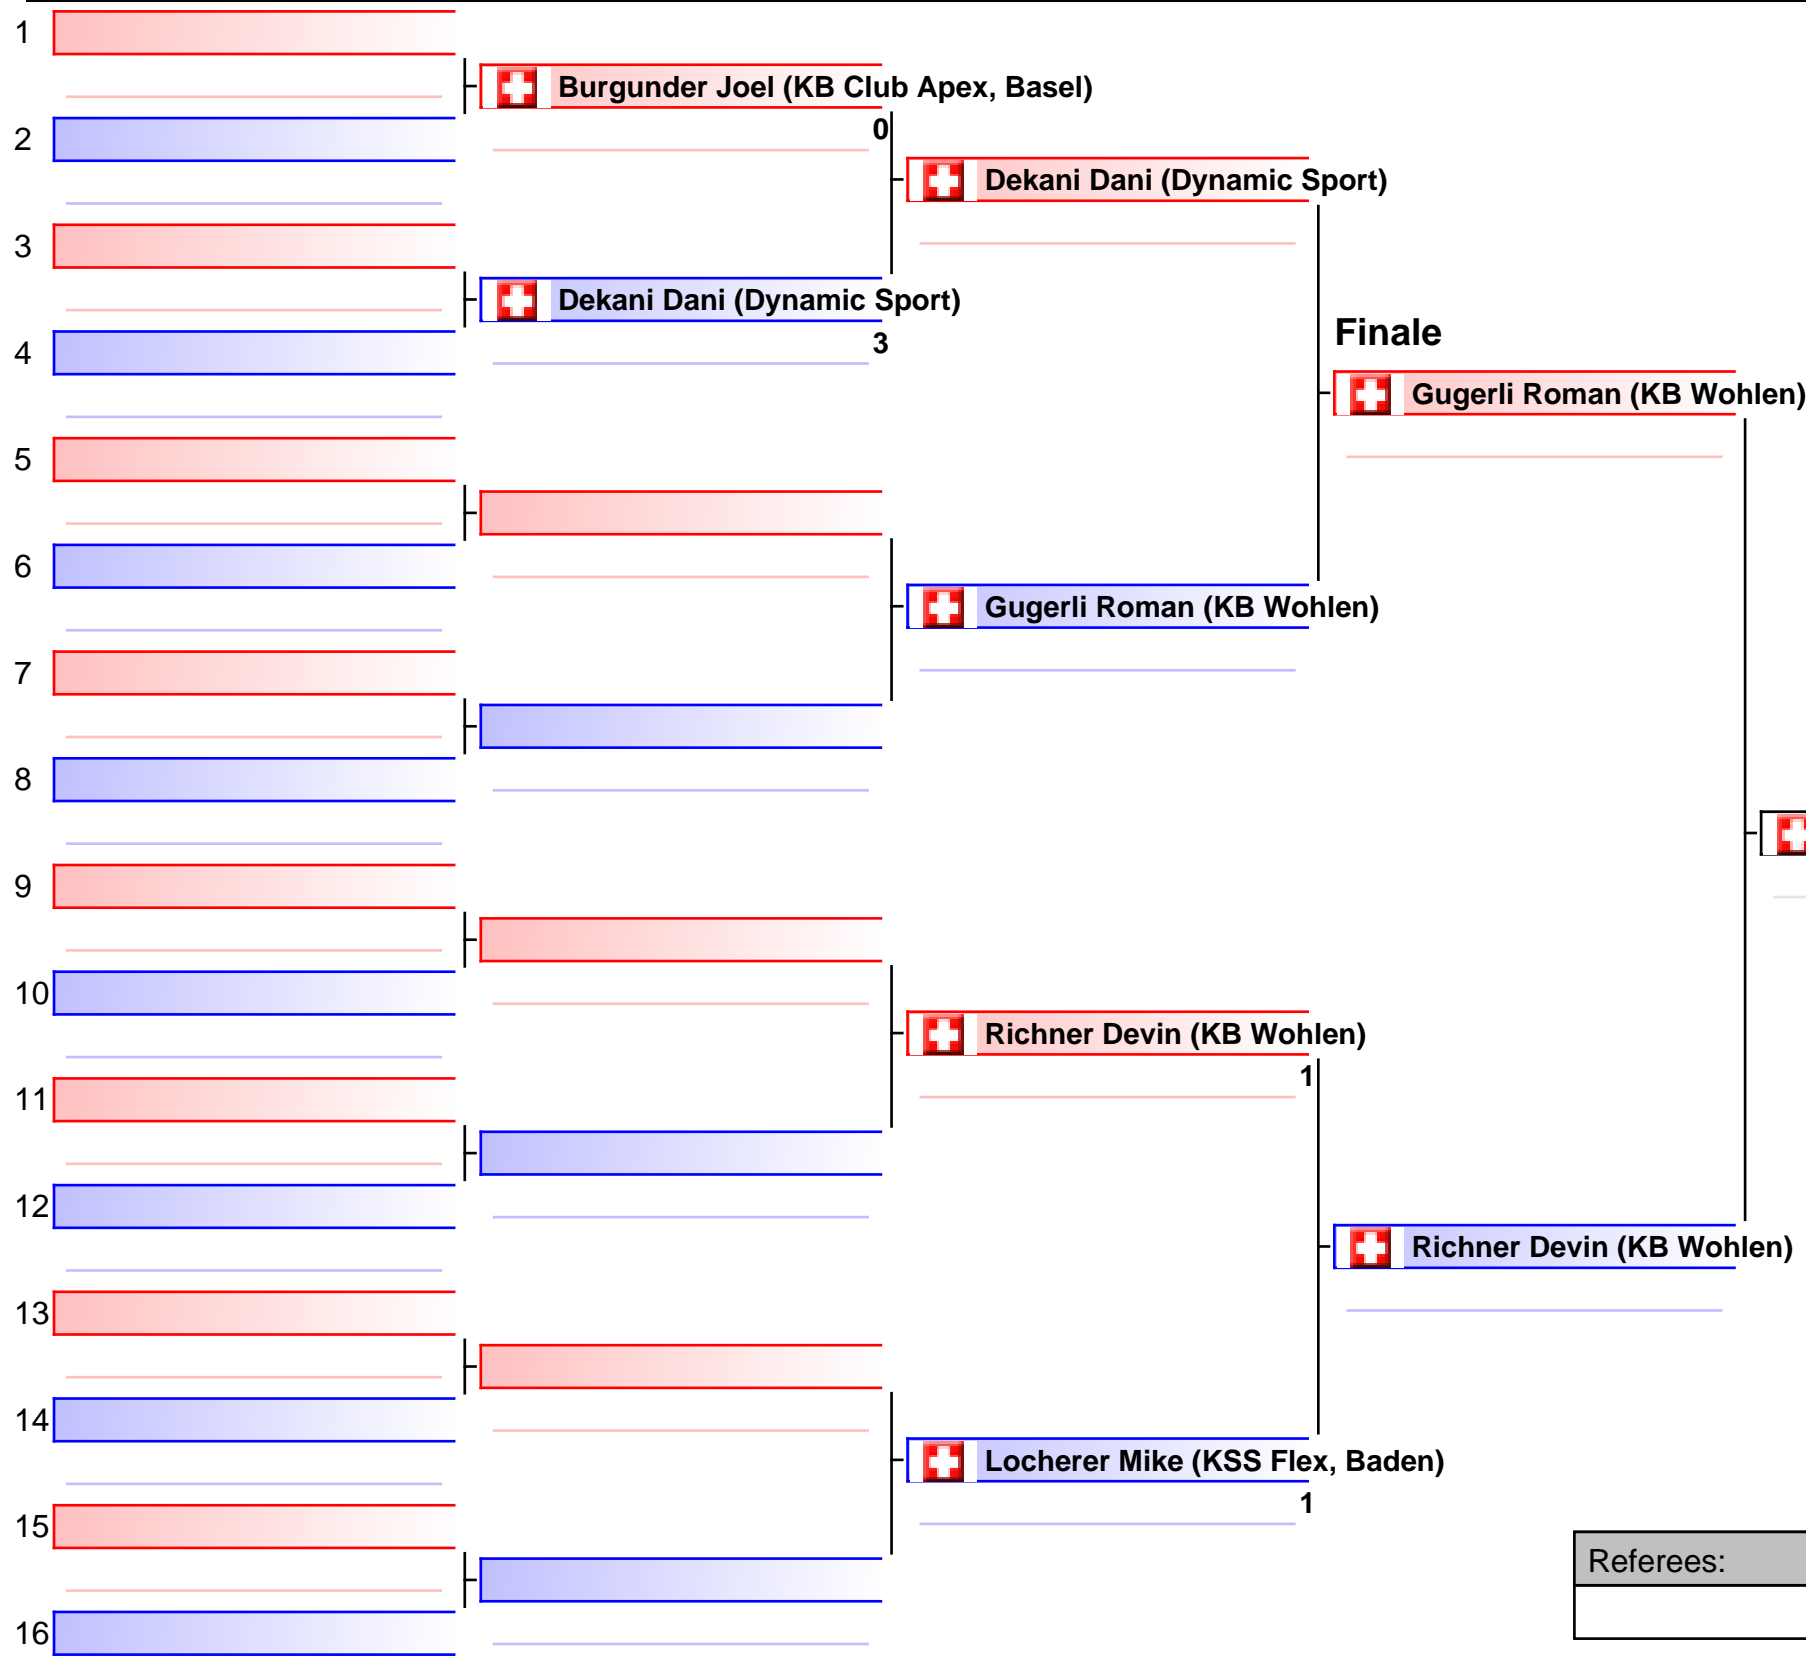 1
Burgunder Joel (KB Club Apex, Basel)
0
2
Dekani Dani (Dynamic Sport)
3
Dekani Dani (Dynamic Sport)
3
4
Finale
Gugerli Roman (KB Wohlen)
5
6
Gugerli Roman (KB Wohlen)
7
8
9
10
Richner Devin (KB Wohlen)
1
11
12
Richner Devin (KB Wohlen)
13
14
Locherer Mike (KSS Flex, Baden)
1
15
Referees:
16